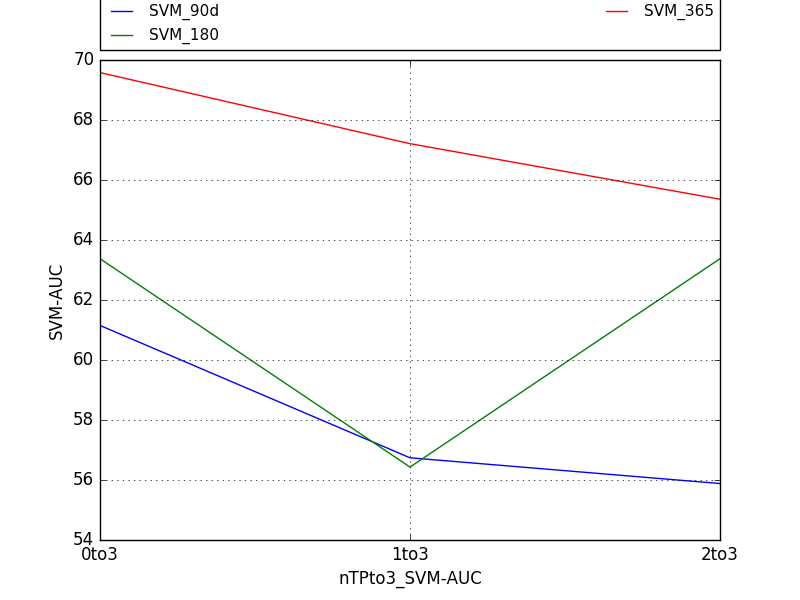 SVM_90d
SVM_180
SVM_365
70
68
66
64
62
60
58
56
54
SVM-AUC
0to3
1to3
2to3
nTPto3_SVM-AUC